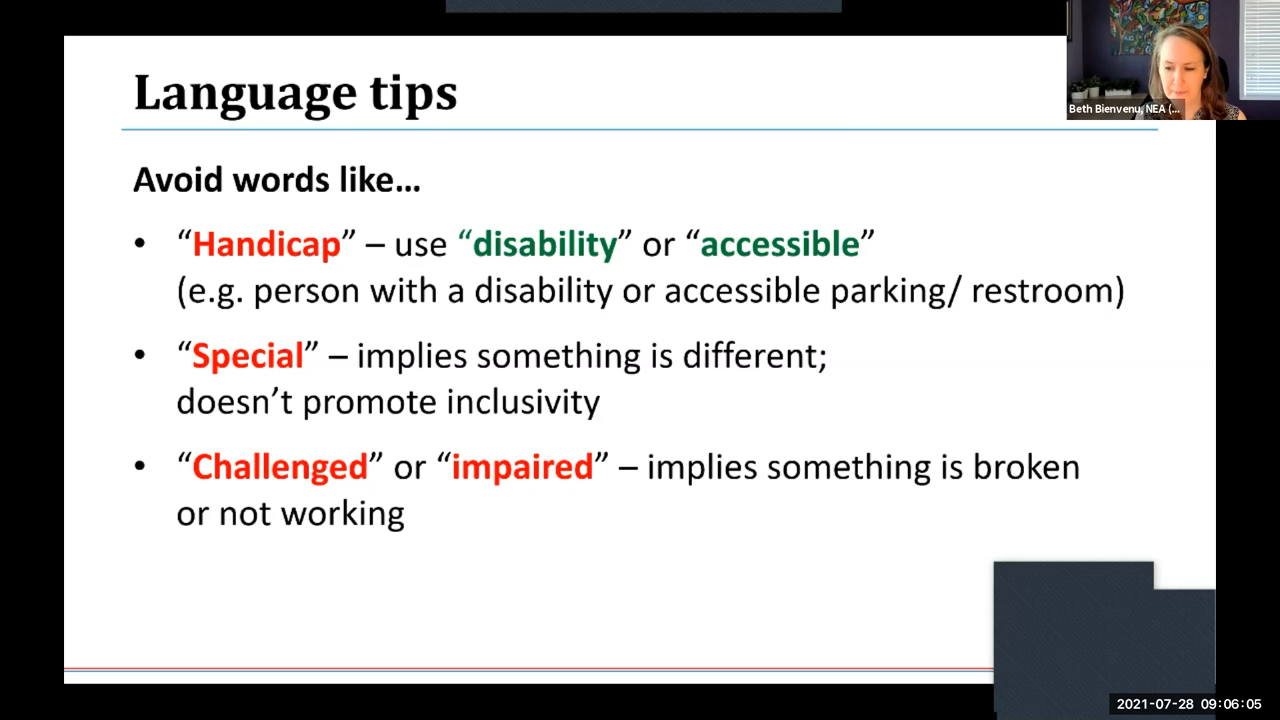 Language tips
Beth Bienvenu, NEA (...
Avoid words like…
• “Handicap” – use “disability” or “accessible”
(e.g. person with a disability or accessible parking/ restroom)
• “Special” – implies something is different;
doesn’t promote inclusivity
• “Challenged” or “impaired” – implies something is broken
or not working
2021-07-28 09:06:05